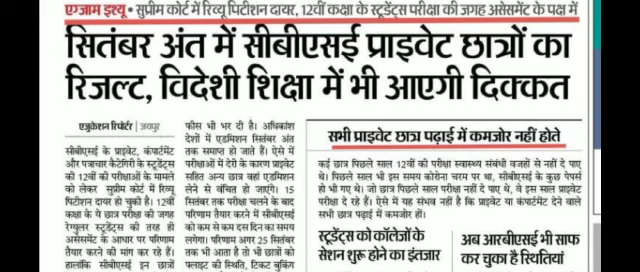 एग्जाम इश्यू • सुप्रीम कोर्ट में रिव्यू पिटीशन दायर, 12वीं कक्षा के स्टूडेंट्स परीक्षा की जगह असेसमेंट के पक्ष में
सितंबर अंत में सीबीएसई प्राइवेट छात्रों का
रिजल्ट, विदेशी शिक्षा में भी आएगी दिक्कत
एजुकेशन रिपोर्टर | जयपुर
सीबीएसई के प्राइवेट, कंपार्टमेंट
और पत्राचार कैटेगिरी के स्टूडेंट्स
की 12वीं की परीक्षाओं के मामले
को लेकर सुप्रीम कोर्ट में रिव्यू
पिटीशन दायर हो चुकी है। 12वीं
कक्षा के ये छात्र परीक्षा की जगह
रेग्युलर स्टूडेंट्स की तरह ही
असेसमेंट के आधार पर परिणाम
तैयार करने की मांग कर रहे हैं।
हालांकि सीबीएसई इन छात्रों
फीस भी भर दी है। अधिकांश
देशों में एडमिशन सितंबर अंत
तक समाप्त हो जाते हैं। ऐसे में
परीक्षाओं में देरी के कारण प्राइवेट
सहित अन्य छात्र वहां एडमिशन
लेने से वंचित हो जाएंगे। 15
सितंबर तक परीक्षा चलने के बाद
परिणाम तैयार करने में सीबीएसई
को कम से कम दस दिन का समय
लगेगा। परिणाम अगर 25 सितंबर
तक भी आता है तो भी छात्रों को
फ्लाइट की स्थिति, टिकट बुकिंग
सभी प्राइवेट छात्र पढ़ाई में कमजोर नहीं होते
कई छात्र पिछले साल 12वीं की परीक्षा स्वास्थ्य संबंधी वजहों से नहीं दे पाए
थे। पिछले साल भी इस समय कोरोना चरम पर था, सीबीएसई के कुछ पेपर्स
ही हो गए थे। जो छात्र पिछले साल परीक्षा नहीं दे पाए थे, वे इस साल प्राइवेट
परीक्षा दे रहे हैं। ऐसे में यह संभव नहीं है कि प्राइवेट या कंपार्टमेंट देने वाले
सभी छात्र पढ़ाई में कमजोर हों।
स्टूडेंट्स को कॉलेजों के
सेशन शुरू होने का इंतजार
अब आरबीएसई भी साफ
कर चुका है स्थितियां